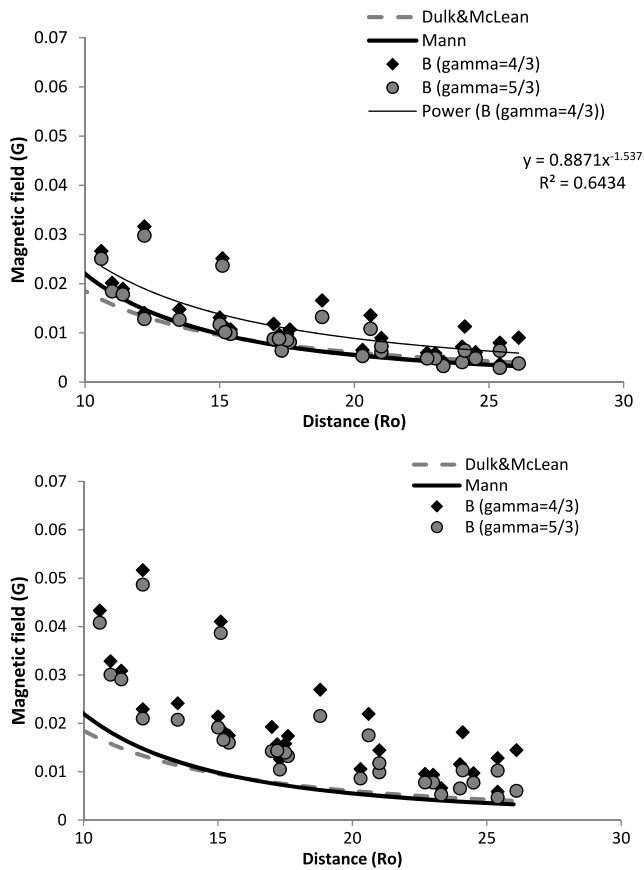 Dulk&McLean
Mann
B (gamma=4/3)
B (gamma=5/3)
Power (B (gamma=4/3))
y = 0.8871x^-1.537
R² = 0.6434
Magnetic field (G)
0.07
0.06
0.05
0.04
0.03
0.02
0.01
0
10 15 20 25 30
Distance (Ro)
Dulk&McLean
Mann
B (gamma=4/3)
B (gamma=5/3)
Magnetic field (G)
0.07
0.06
0.05
0.04
0.03
0.02
0.01
0
10 15 20 25 30
Distance (Ro)